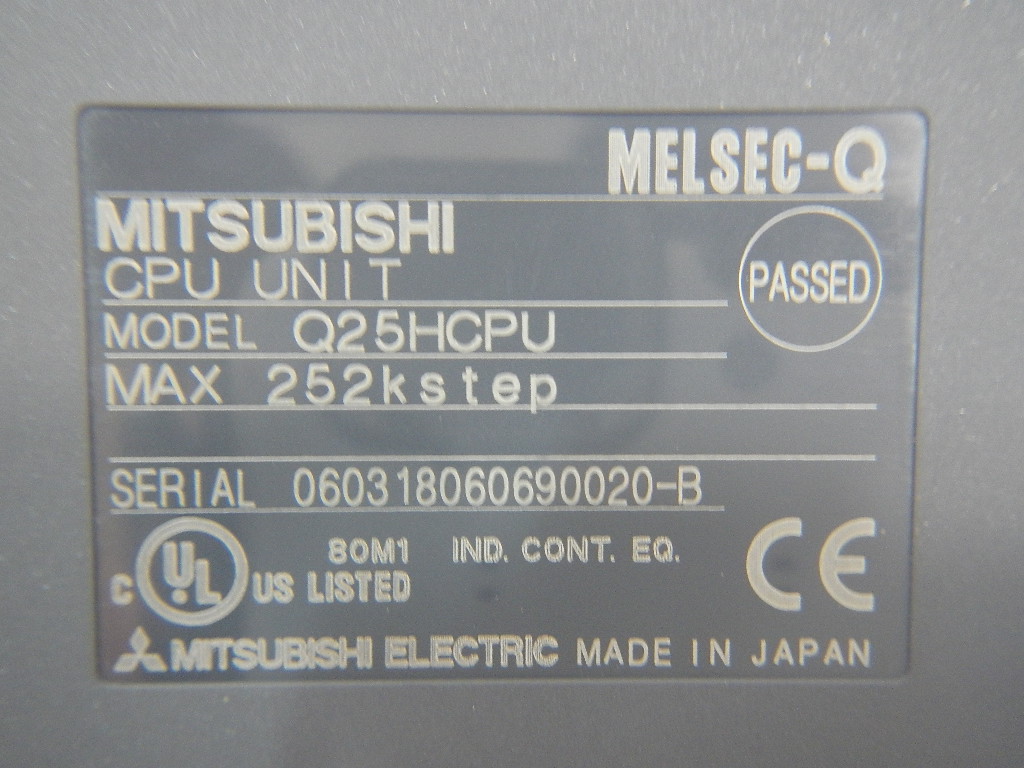 MELSEC-Q
MITSUBISHI
CPU UNIT
PASSED
MODEL Q25HCPU
MAX 252kstep
SERIAL 060318060690020-B
C UL US LISTED 80M1 IND. CONT. EQ.
CE
MITSUBISHI ELECTRIC MADE IN JAPAN